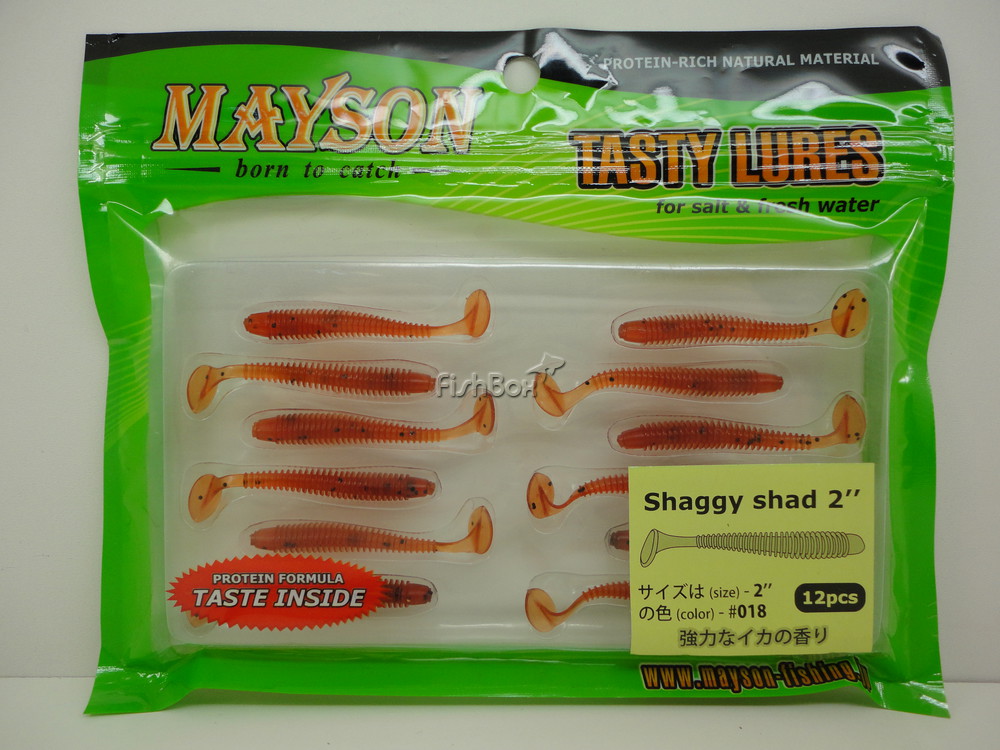 PROTEIN-RICH NATURAL MATERIAL
MAYSON
born to catch
TASTY LURES
for salt & fresh water
FishBox
Shaggy shad 2’’
サイズは (size) - 2’’
の色 (color) - #018
12pcs
強力なイカの香り
PROTEIN FORMULA
TASTE INSIDE
www.mayson-fishing.